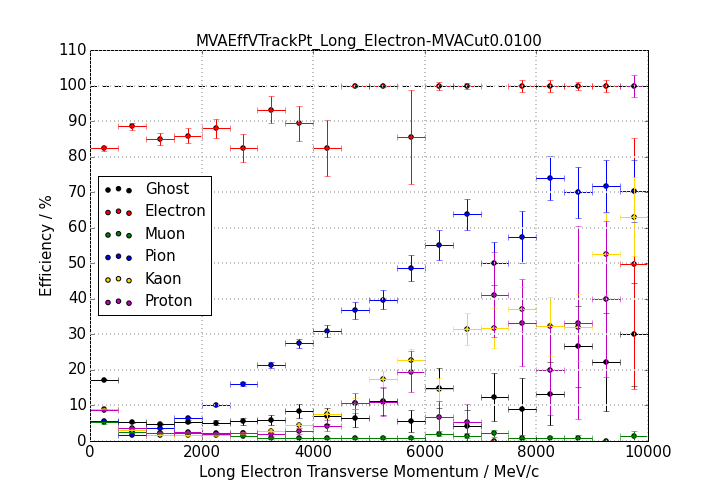 MVAEffVTrackPt_Long_Electron-MVACut0.0100
110
100
90
80
70
60
50
40
30
20
10
0
Efficiency / %
Ghost
Electron
Muon
Pion
Kaon
Proton
0 2000 4000 6000 8000 10000
Long Electron Transverse Momentum / MeV/c